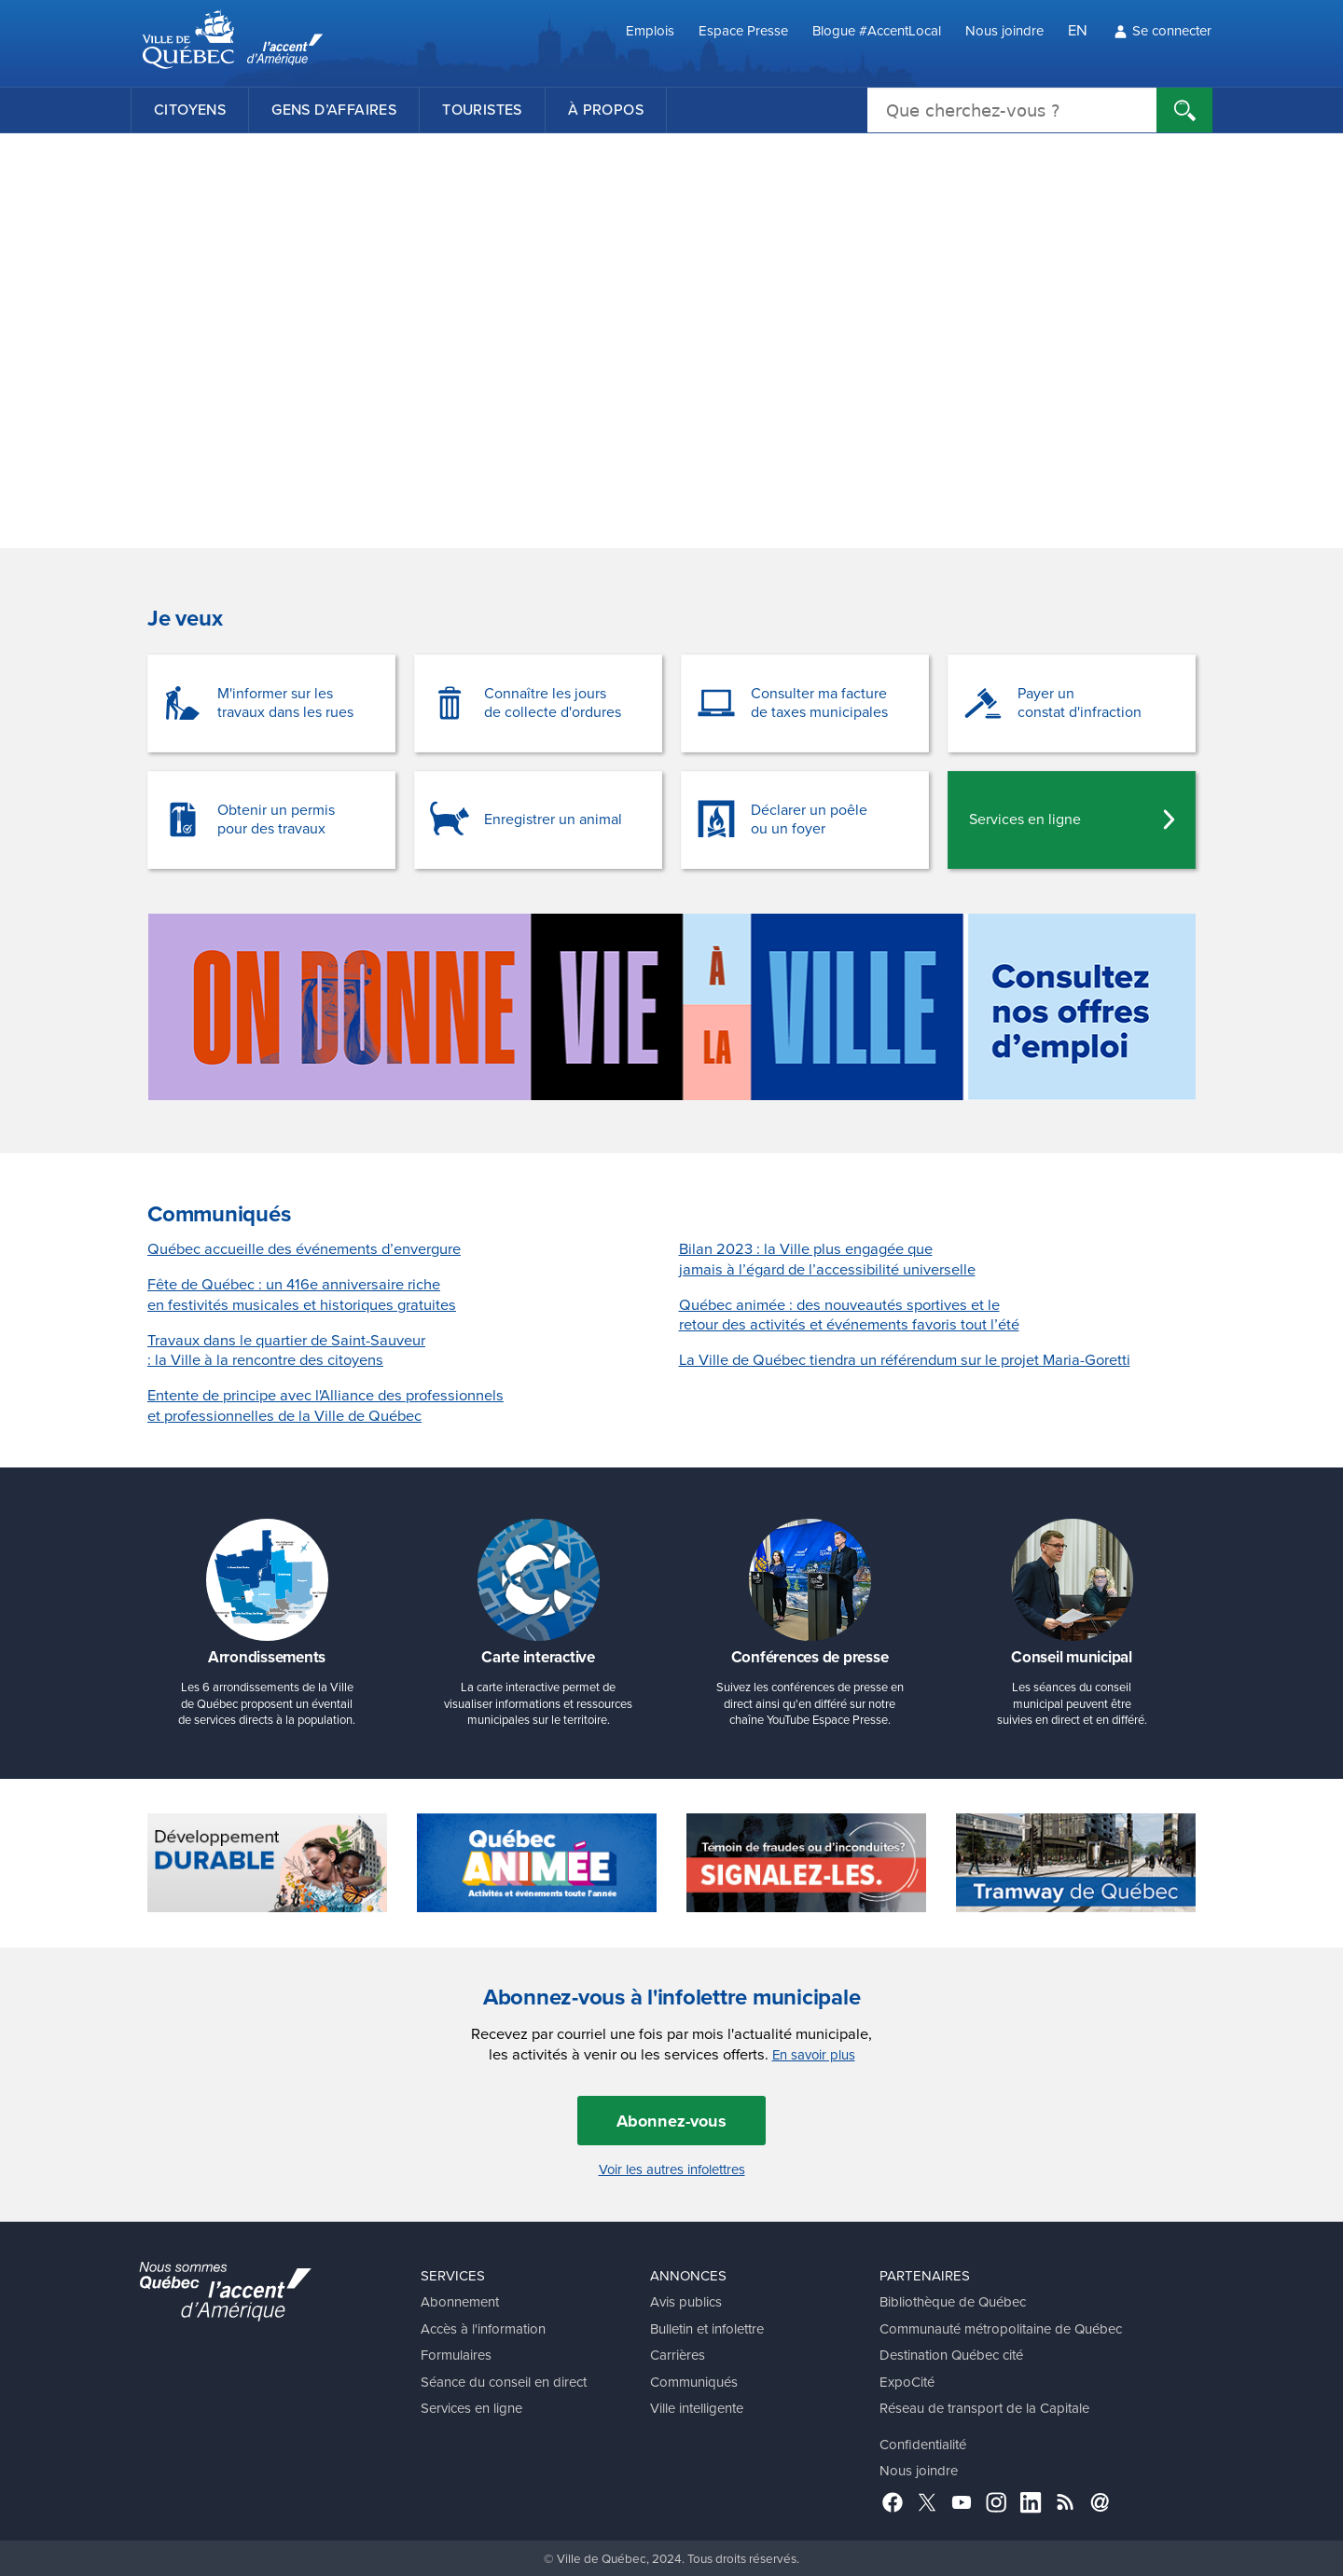 VILLE DE
QUÉBEC
l'accent
d'Amérique
Emplois
Espace Presse
Blogue #AccentLocal
Nous joindre
EN
Se connecter
CITOYENS
GENS D'AFFAIRES
TOURISTES
À PROPOS
Que cherchez-vous ?
Je veux
M'informer sur les
travaux dans les rues
Connaître les jours
de collecte d'ordures
Consulter ma facture
de taxes municipales
Payer un
constat d'infraction
Obtenir un permis
pour des travaux
Enregistrer un animal
Déclarer un poêle
ou un foyer
Services en ligne
ON DONNE VIE À LA VILLE
Consultez
nos offres
d'emploi
Communiqués
Québec accueille des événements d'envergure
Fête de Québec : un 416e anniversaire riche
en festivités musicales et historiques gratuites
Travaux dans le quartier de Saint-Sauveur
: la Ville à la rencontre des citoyens
Entente de principe avec l'Alliance des professionnels
et professionnelles de la Ville de Québec
Bilan 2023 : la Ville plus engagée que
jamais à l'égard de l'accessibilité universelle
Québec animée : des nouveautés sportives et le
retour des activités et événements favoris tout l'été
La Ville de Québec tiendra un référendum sur le projet Maria-Goretti
Arrondissements
Les 6 arrondissements de la Ville
de Québec proposent un éventail
de services directs à la population.
Carte interactive
La carte interactive permet de
visualiser informations et ressources
municipales sur le territoire.
Conférences de presse
Suivez les conférences de presse en
direct ainsi qu'en différé sur notre
chaîne YouTube Espace Presse.
Conseil municipal
Les séances du conseil
municipal peuvent être
suivies en direct et en différé.
Développement
DURABLE
Québec
ANIMÉE
Activités et événements toute l'année
Témoin de fraudes ou d'inconduites?
SIGNALEZ-LES.
Tramway de Québec
Abonnez-vous à l'infolettre municipale
Recevez par courriel une fois par mois l'actualité municipale,
les activités à venir ou les services offerts. En savoir plus
Abonnez-vous
Voir les autres infolettres
Nous sommes
Québec
l'accent
d'Amérique
SERVICES
Abonnement
Accès à l'information
Formulaires
Séance du conseil en direct
Services en ligne
ANNONCES
Avis publics
Bulletin et infolettre
Carrières
Communiqués
Ville intelligente
PARTENAIRES
Bibliothèque de Québec
Communauté métropolitaine de Québec
Destination Québec cité
ExpoCité
Réseau de transport de la Capitale
Confidentialité
Nous joindre
© Ville de Québec, 2024. Tous droits réservés.